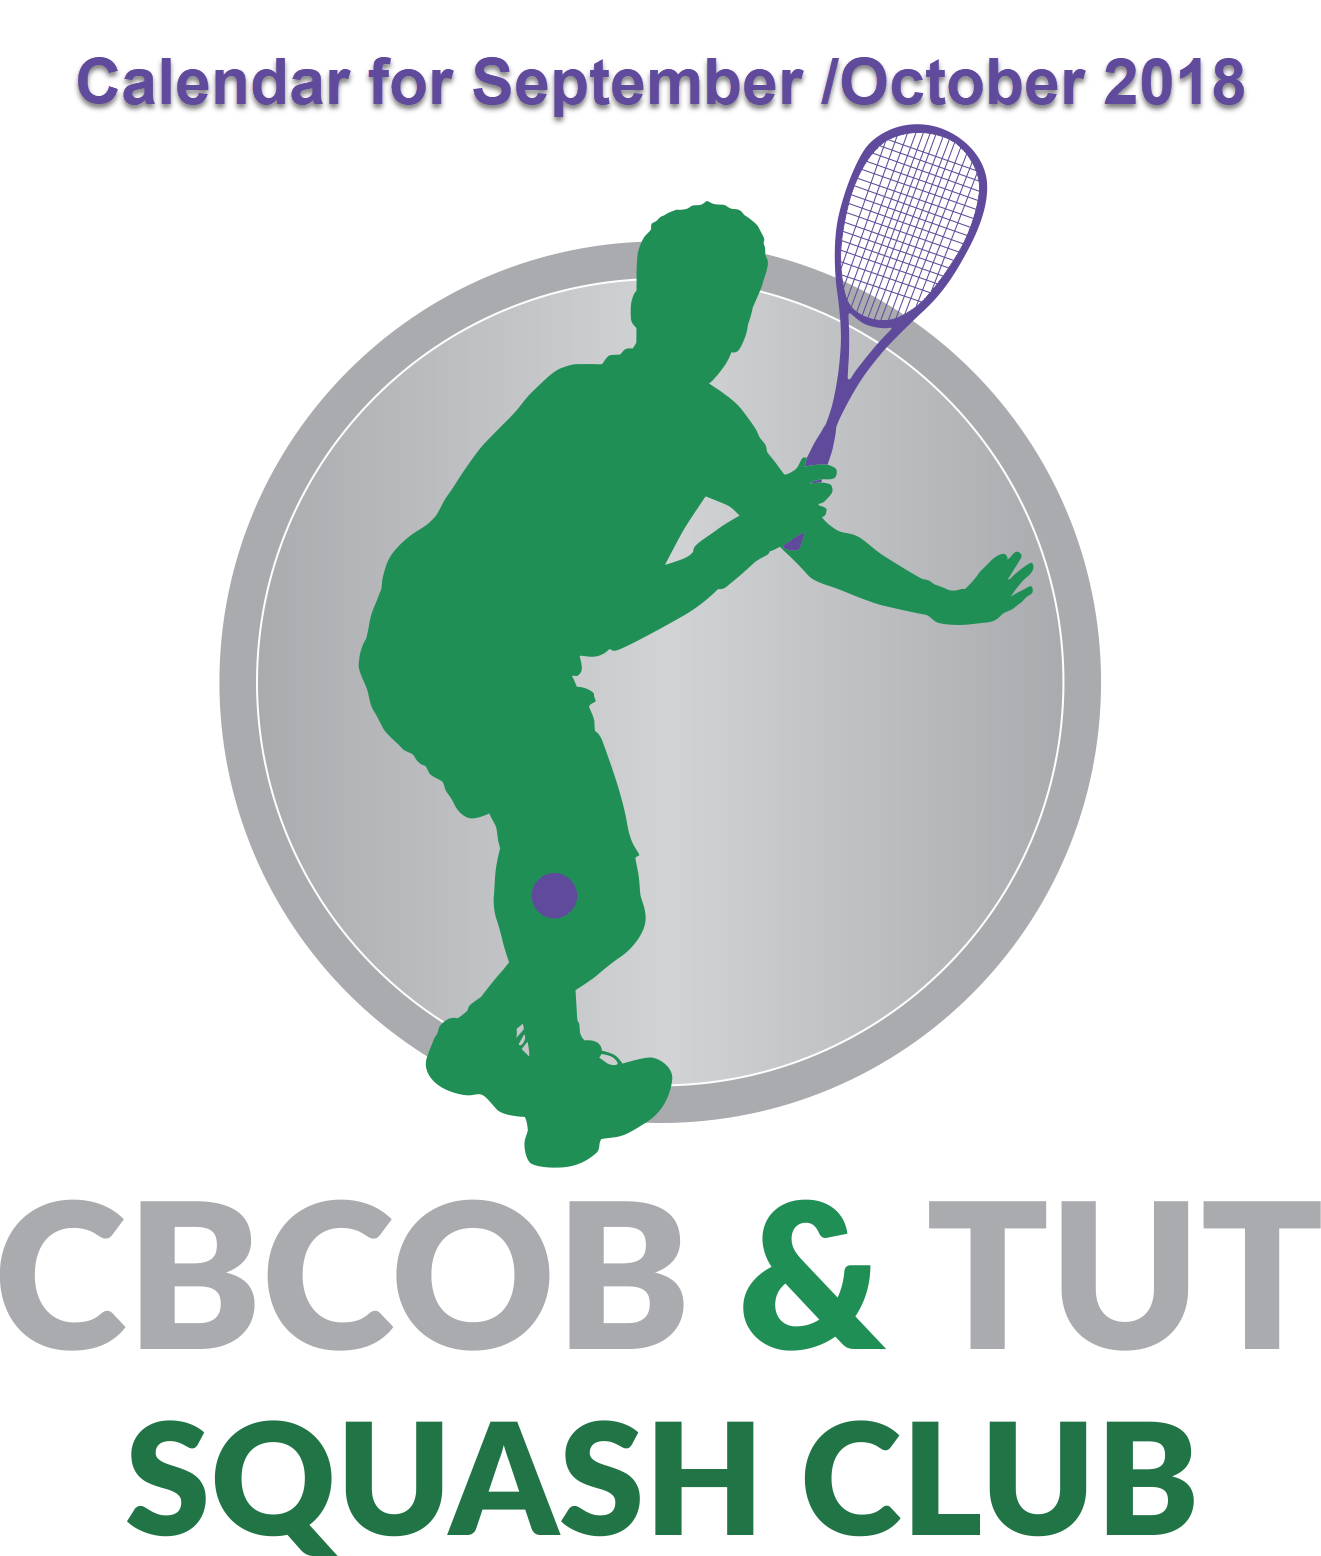 Calendar for September /October 2018
CBCOB & TUT
SQUASH CLUB